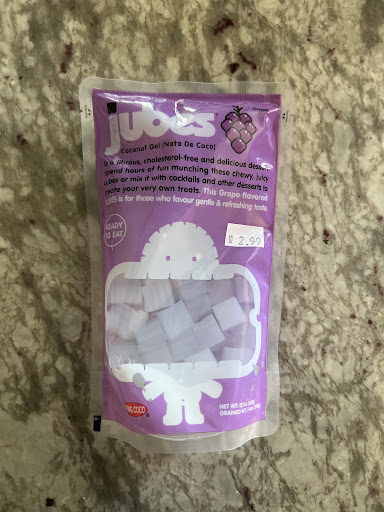 jubes
Coconut Gel (Nata De Coco)
is a fibrous, cholesterol-free and delicious dessert.
Spend hours of fun munching these chewy, juicy
cubes or mix it with cocktails and other desserts to
create your very own treats. This Grape flavored
JUBES is for those who favour gentle & refreshing taste.
READY
TO EAT
2.99
NET WT
DRAINED WT
COCO